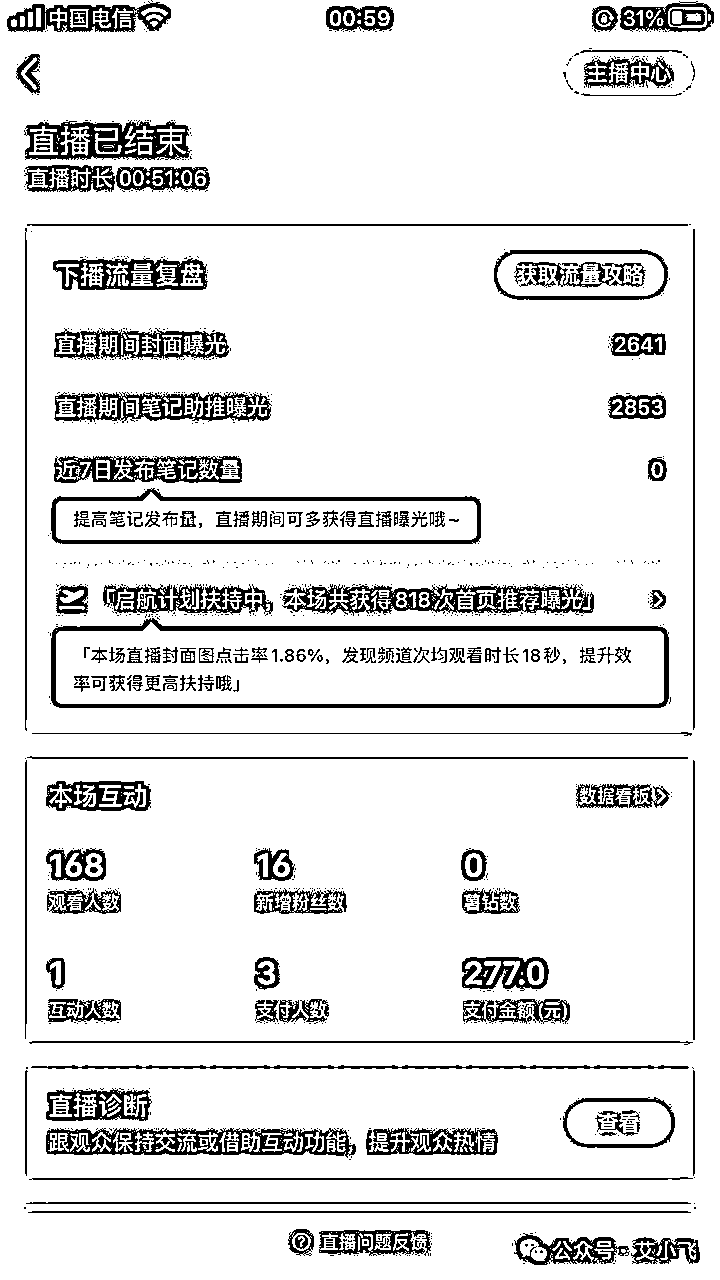 中国电信 00:59 31%
主播中心
直播已结束
直播时长 00:51:06
下播流量复盘 获取流量攻略
直播期间封面曝光 2641
直播期间笔记助推曝光 2853
近7日发布笔记数量 0
提高笔记发布量，直播期间可多获得直播曝光哦~
「启航计划扶持中，本场共获得818次首页推荐曝光」
「本场直播封面图点击率1.86%，发现频道次均观看时长18秒，提升效
率可获得更高扶持哦」
本场互动 数据看板
168 16 0
观看人数 新增粉丝数 薯钻数
1 3 277.0
互动人数 支付人数 支付金额(元)
直播诊断
跟观众保持交流或借助互动功能，提升观众热情 查看
直播问题反馈
公众号 · 艾小飞